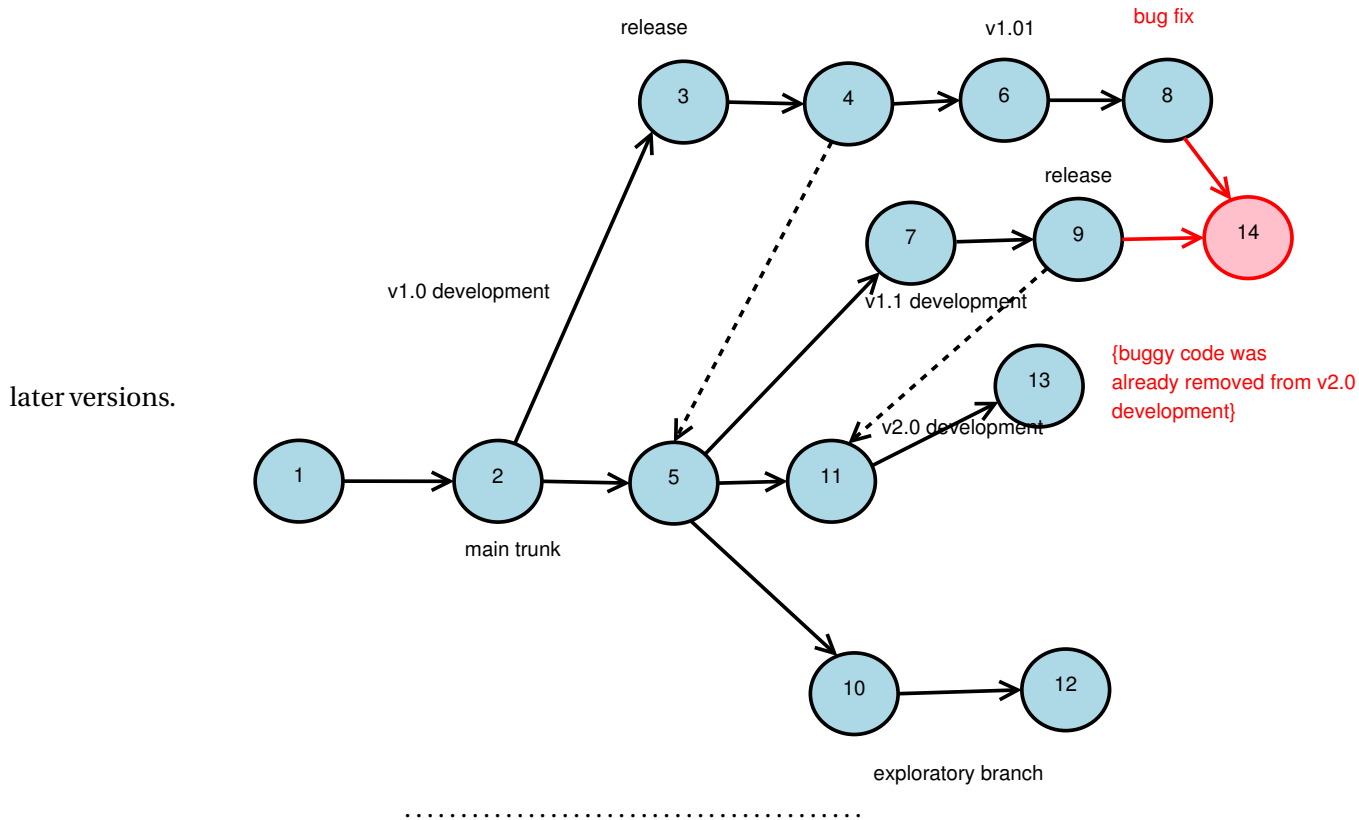 bug fix
release
v1.01
3
4
6
8
release
7
9
14
v1.0 development
v1.1 development
{buggy code was
already removed from v2.0
development}
13
later versions.
v2.0 development
1
2
5
11
main trunk
10
12
exploratory branch
. . . . . . . . . . . . . . . . . . . . . . . . . . . . . . . . . . . . . . . . .